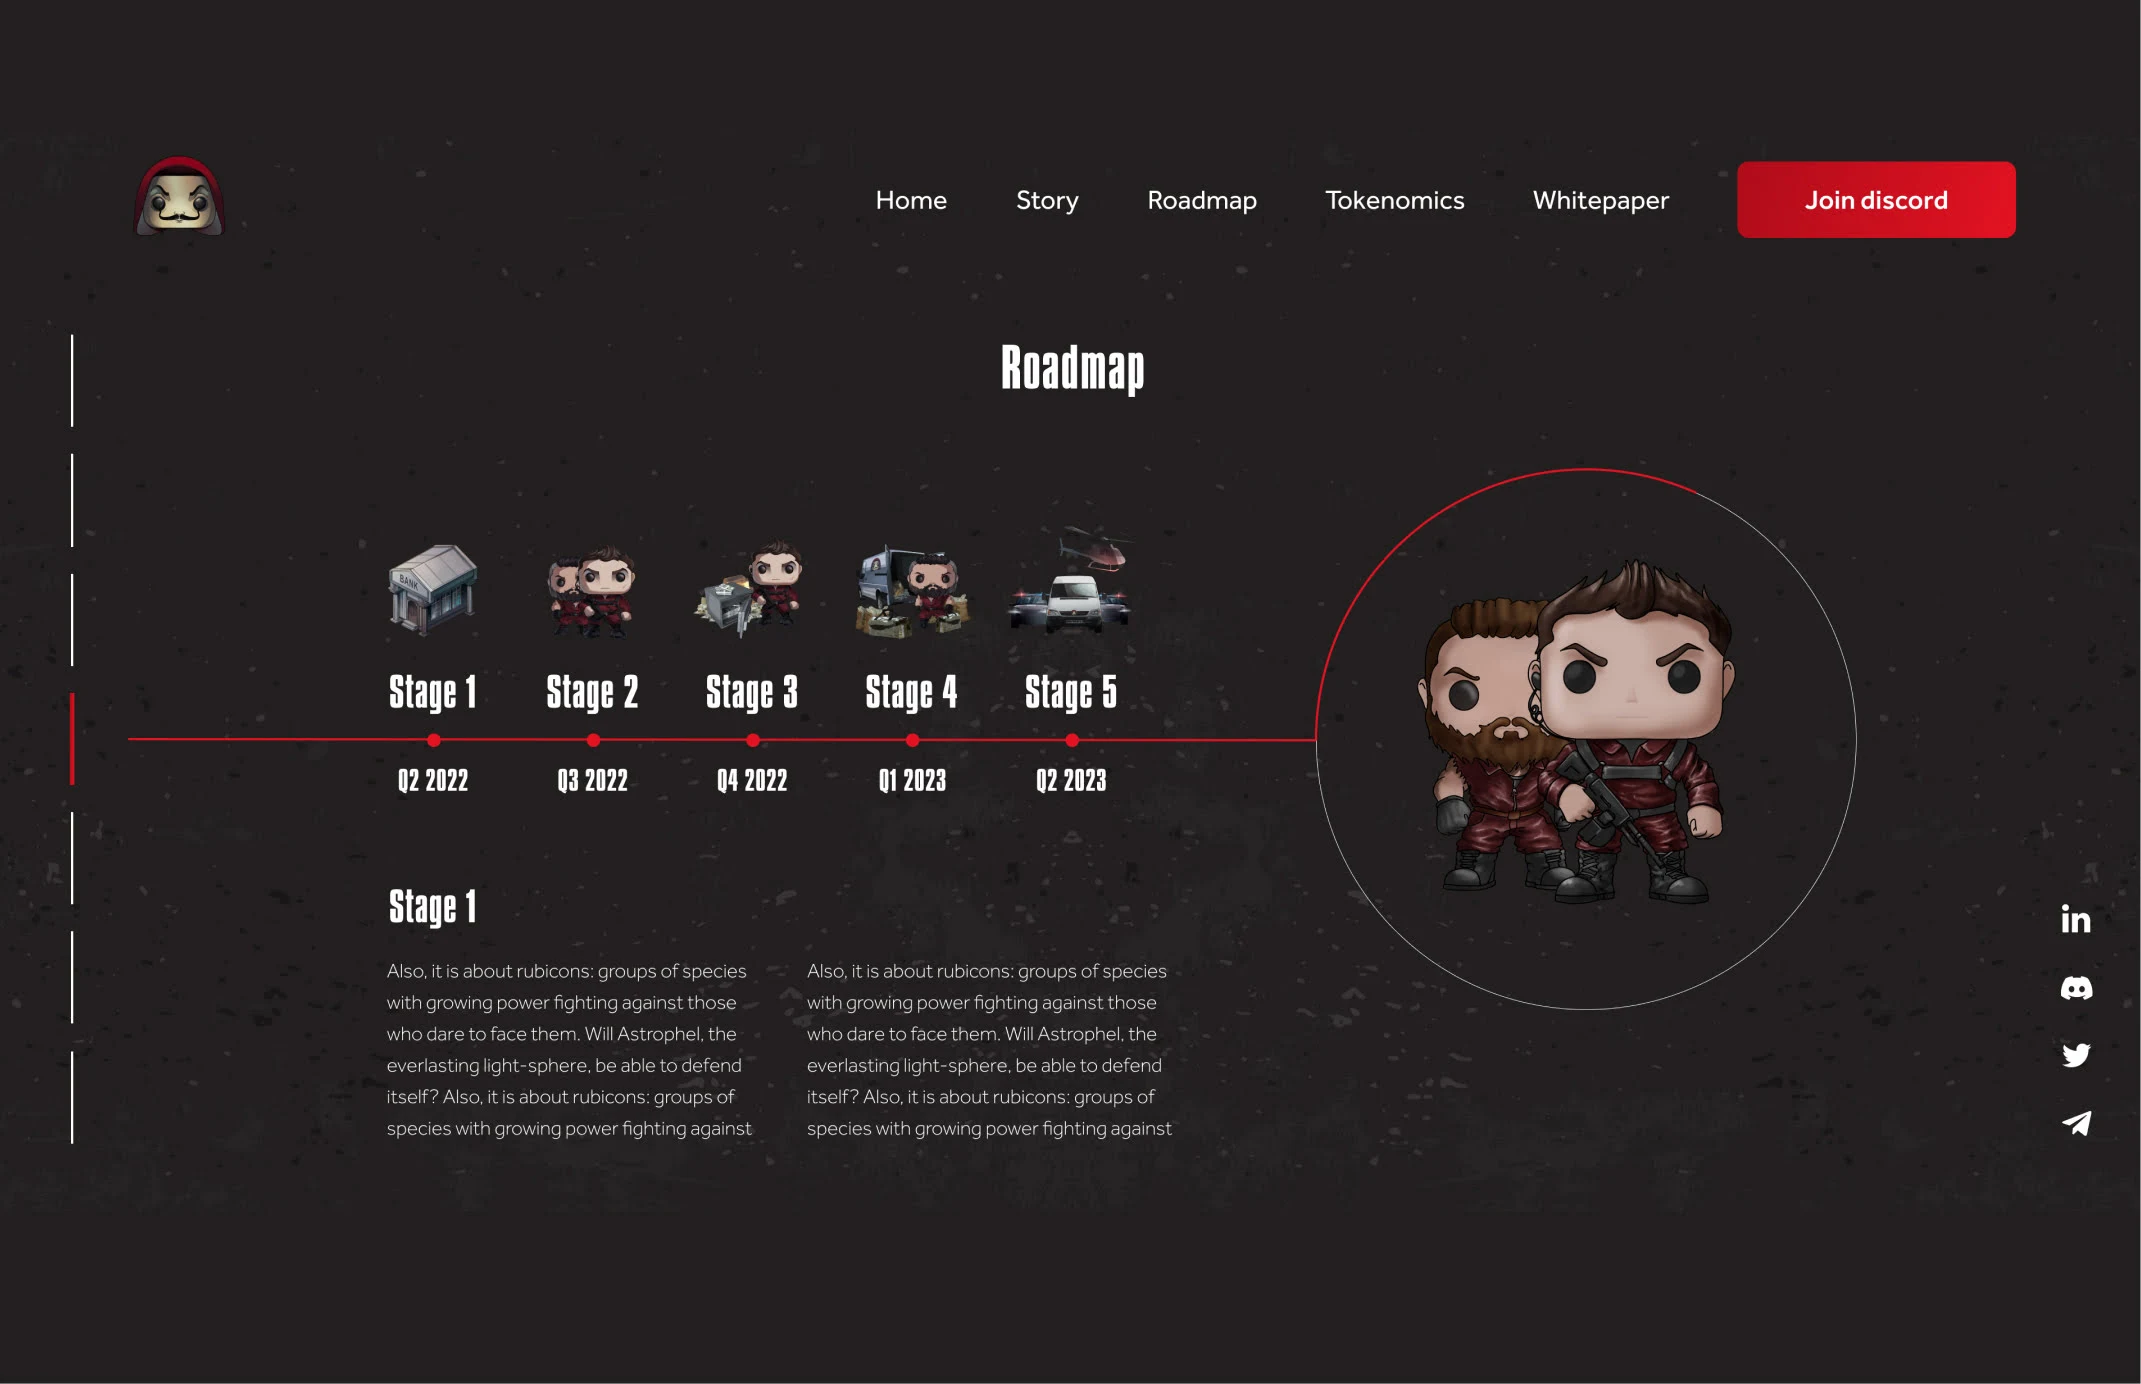 Home Story Roadmap Tokenomics Whitepaper Join discord
Roadmap
BANK
Stage 1 Stage 2 Stage 3 Stage 4 Stage 5
Q2 2022 Q3 2022 Q4 2022 Q1 2023 Q2 2023
Stage 1
Also, it is about rubicons: groups of species
with growing power fighting against those
who dare to face them. Will Astrophel, the
everlasting light-sphere, be able to defend
itself? Also, it is about rubicons: groups of
species with growing power fighting against
Also, it is about rubicons: groups of species
with growing power fighting against those
who dare to face them. Will Astrophel, the
everlasting light-sphere, be able to defend
itself? Also, it is about rubicons: groups of
species with growing power fighting against
in